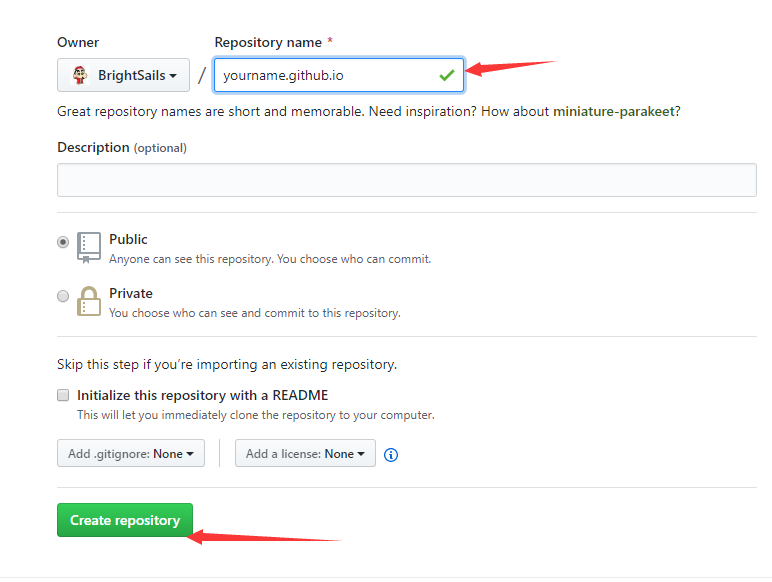 Owner Repository name *
BrightSails / yourname.github.io
Great repository names are short and memorable. Need inspiration? How about miniature-parakeet?
Description (optional)
Public
Anyone can see this repository. You choose who can commit.
Private
You choose who can see and commit to this repository.
Skip this step if you’re importing an existing repository.
Initialize this repository with a README
This will let you immediately clone the repository to your computer.
Add .gitignore: None Add a license: None
Create repository